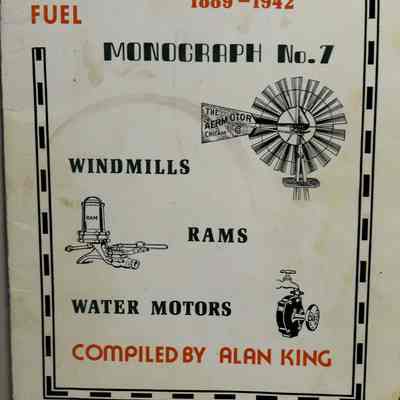 1889-1942
FUEL
MONOGRAPH No.7
THE
AERMOTOR
CHICAGO
WINDMILLS
RAM
RAMS
WATER MOTORS
COMPILED BY ALAN KING